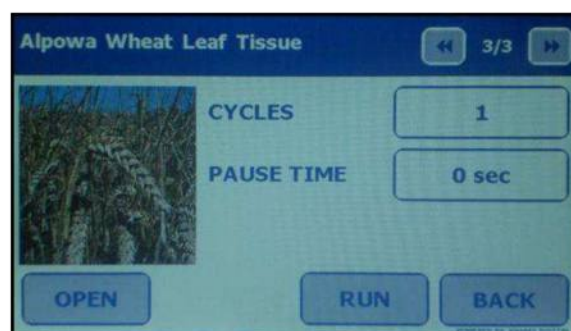 Alpowa Wheat Leaf Tissue 3/3
CYCLES 1
PAUSE TIME 0 sec
OPEN RUN BACK